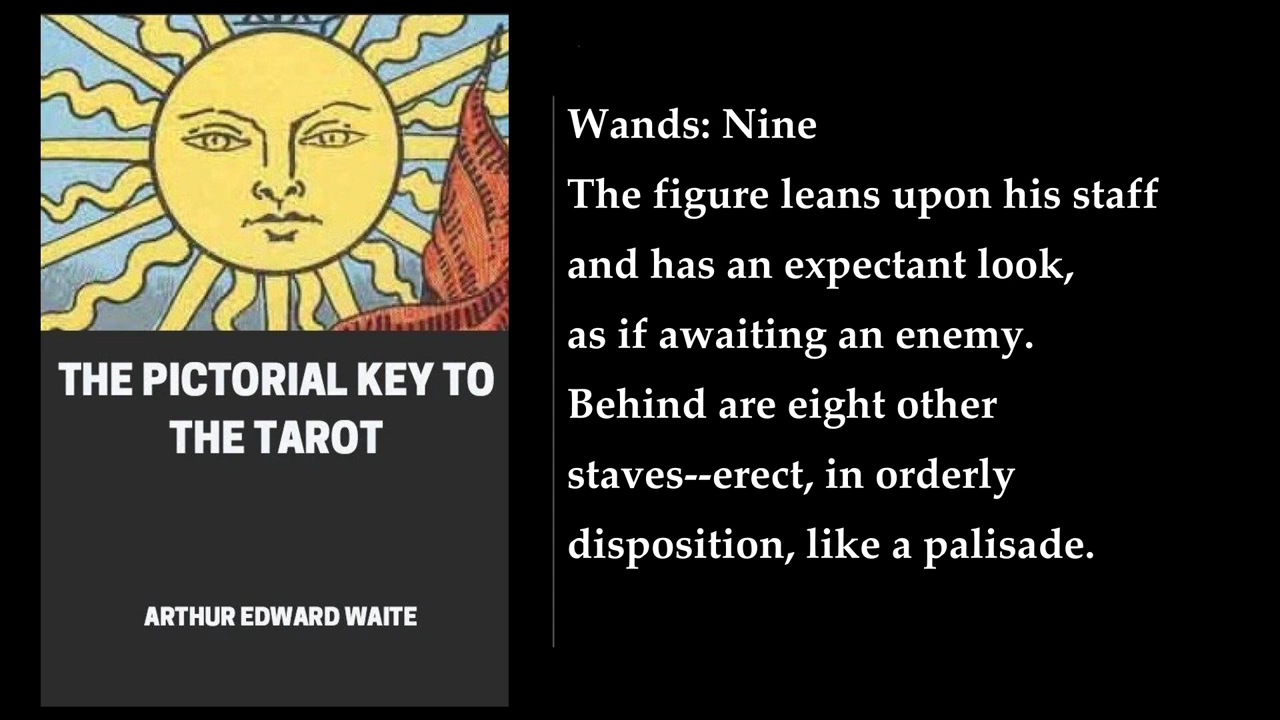 THE PICTORIAL KEY TO
THE TAROT
ARTHUR EDWARD WAITE
Wands: Nine
The figure leans upon his staff
and has an expectant look,
as if awaiting an enemy.
Behind are eight other
staves--erect, in orderly
disposition, like a palisade.